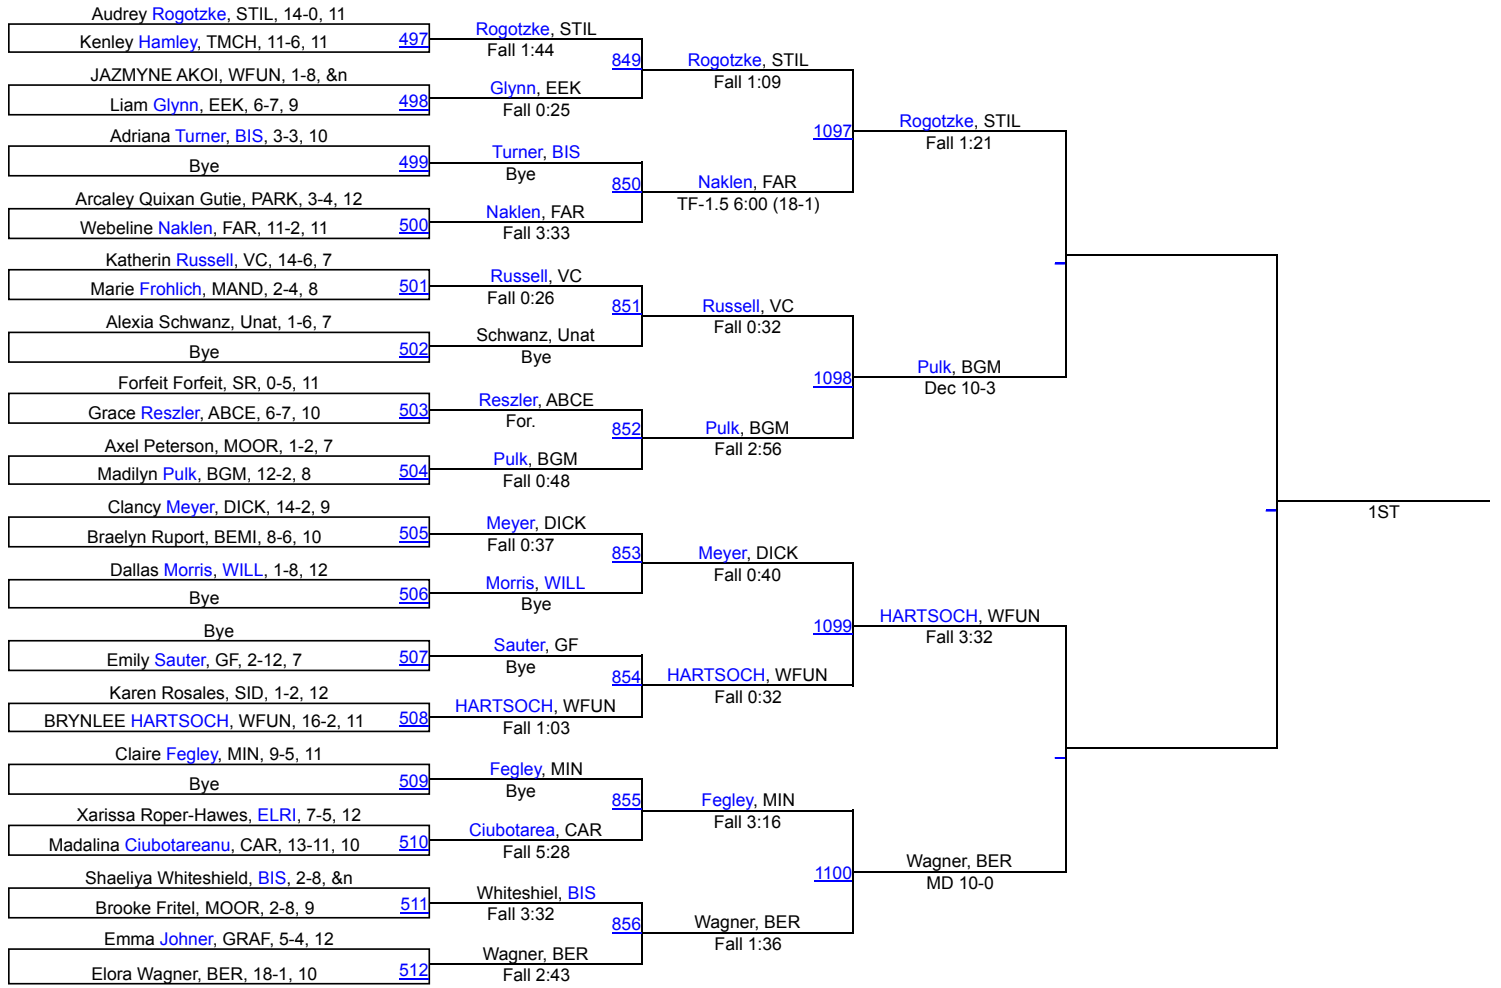 Audrey Rogotzke, STIL, 14-0, 11
Kenley Hamley, TMCH, 11-6, 11
497
JAZMYNE AKOI, WFUN, 1-8, &n
Liam Glynn, EEK, 6-7, 9
498
Adriana Turner, BIS, 3-3, 10
Bye
499
Arcaley Quixan Gutie, PARK, 3-4, 12
Webeline Naklen, FAR, 11-2, 11
500
Katherin Russell, VC, 14-6, 7
Marie Frohlich, MAND, 2-4, 8
501
Alexia Schwanz, Unat, 1-6, 7
Bye
502
Forfeit Forfeit, SR, 0-5, 11
Grace Reszler, ABCE, 6-7, 10
503
Axel Peterson, MOOR, 1-2, 7
Madilyn Pulk, BGM, 12-2, 8
504
Clancy Meyer, DICK, 14-2, 9
Braelyn Ruport, BEMI, 8-6, 10
505
Dallas Morris, WILL, 1-8, 12
Bye
506
Bye
Emily Sauter, GF, 2-12, 7
507
Karen Rosales, SID, 1-2, 12
BRYNLEE HARTSOCH, WFUN, 16-2, 11
508
Claire Fegley, MIN, 9-5, 11
Bye
509
Xarissa Roper-Hawes, ELRI, 7-5, 12
Madalina Ciubotareanu, CAR, 13-11, 10
510
Shaeliya Whiteshield, BIS, 2-8, &n
Brooke Fritel, MOOR, 2-8, 9
511
Emma Johner, GRAF, 5-4, 12
Elora Wagner, BER, 18-1, 10
512
Rogotzke, STIL
Fall 1:44
849
Glynn, EEK
Fall 0:25
Turner, BIS
Bye
850
Naklen, FAR
Fall 3:33
Russell, VC
Fall 0:26
851
Schwanz, Unat
Bye
Reszler, ABCE
For.
852
Pulk, BGM
Fall 0:48
Meyer, DICK
Fall 0:37
853
Morris, WILL
Bye
Sauter, GF
Bye
854
HARTSOCH, WFUN
Fall 1:03
Fegley, MIN
Bye
855
Ciubotarea, CAR
Fall 5:28
Whiteshiel, BIS
Fall 3:32
856
Wagner, BER
Fall 2:43
Rogotzke, STIL
Fall 1:09
1097
Naklen, FAR
TF-1.5 6:00 (18-1)
Russell, VC
Fall 0:32
1098
Pulk, BGM
Fall 2:56
Meyer, DICK
Fall 0:40
1099
HARTSOCH, WFUN
Fall 0:32
Fegley, MIN
Fall 3:16
1100
Wagner, BER
Fall 1:36
Rogotzke, STIL
Fall 1:21
Pulk, BGM
Dec 10-3
HARTSOCH, WFUN
Fall 3:32
Wagner, BER
MD 10-0
1ST